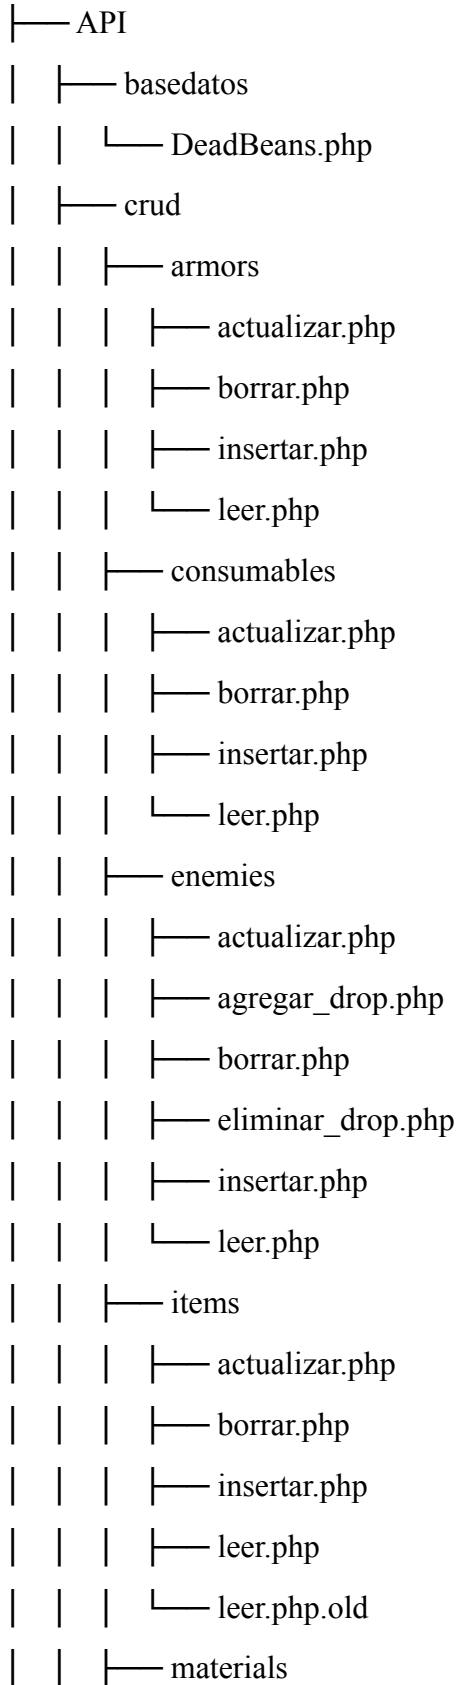 ├── API
│ ├── basedatos
│ │ └── DeadBeans.php
│ ├── crud
│ │ ├── armors
│ │ │ ├── actualizar.php
│ │ │ ├── borrar.php
│ │ │ ├── insertar.php
│ │ │ └── leer.php
│ │ ├── consumables
│ │ │ ├── actualizar.php
│ │ │ ├── borrar.php
│ │ │ ├── insertar.php
│ │ │ └── leer.php
│ │ ├── enemies
│ │ │ ├── actualizar.php
│ │ │ ├── agregar_drop.php
│ │ │ ├── borrar.php
│ │ │ ├── eliminar_drop.php
│ │ │ ├── insertar.php
│ │ │ └── leer.php
│ │ ├── items
│ │ │ ├── actualizar.php
│ │ │ ├── borrar.php
│ │ │ ├── insertar.php
│ │ │ ├── leer.php
│ │ │ └── leer.php.old
│ │ ├── materials